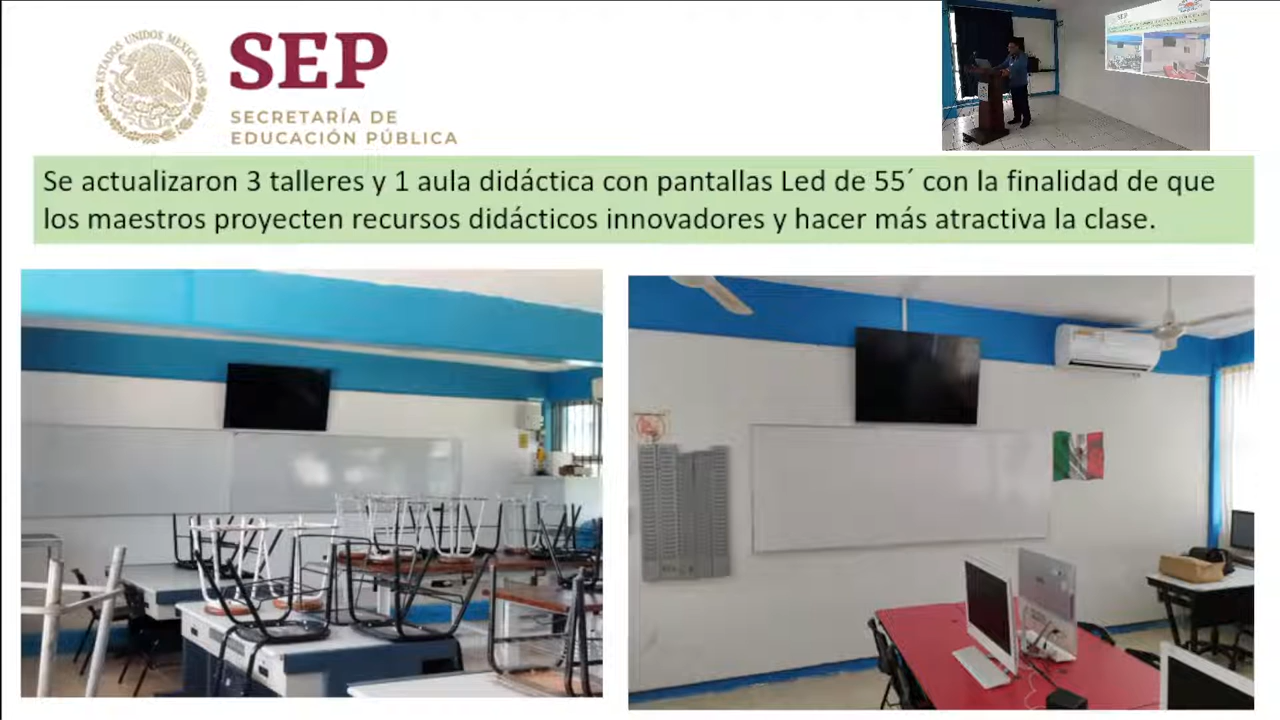 ESTADOS UNIDOS MEXICANOS
SEP
SECRETARÍA DE
EDUCACIÓN PÚBLICA
Se actualizaron 3 talleres y 1 aula didáctica con pantallas Led de 55´ con la finalidad de que
los maestros proyecten recursos didácticos innovadores y hacer más atractiva la clase.
SEP